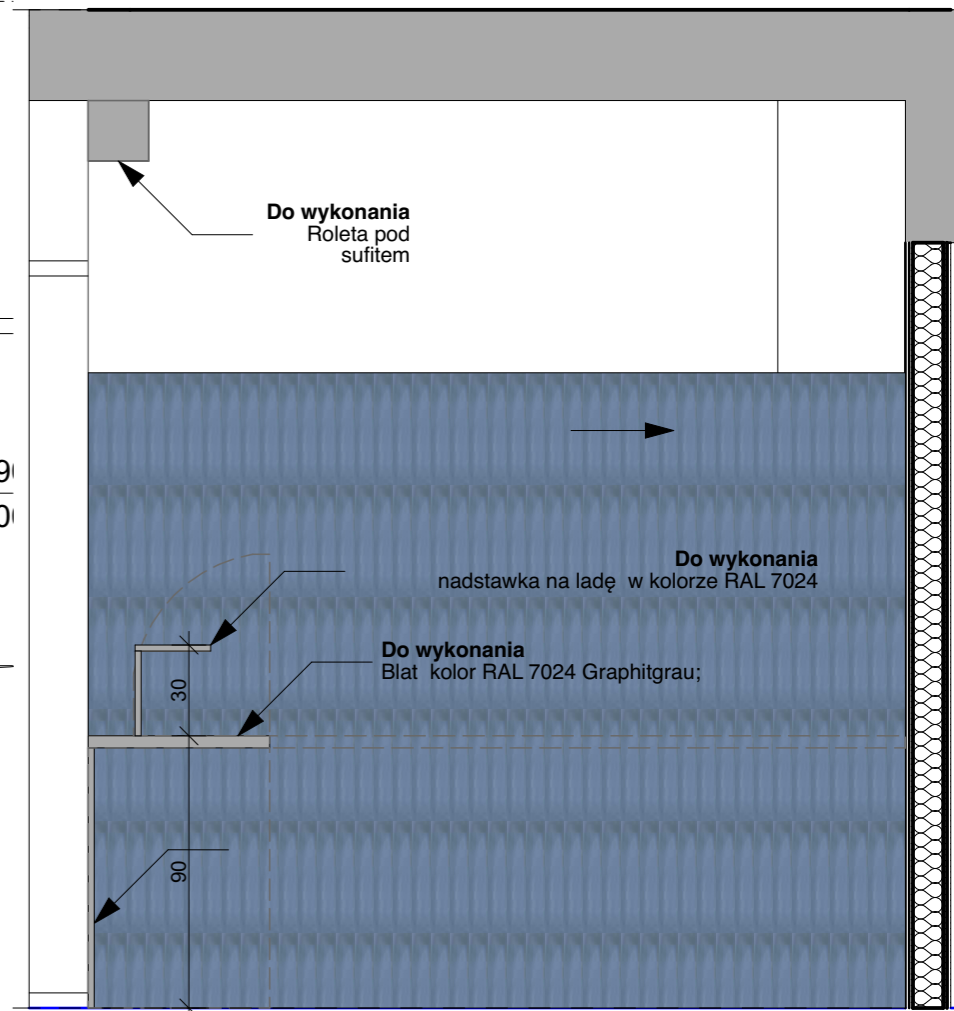 Do wykonania
Roleta pod
sufitem
Do wykonania
nadstawka na ladę w kolorze RAL 7024
Do wykonania
Blat kolor RAL 7024 Graphitgrau;
30
90